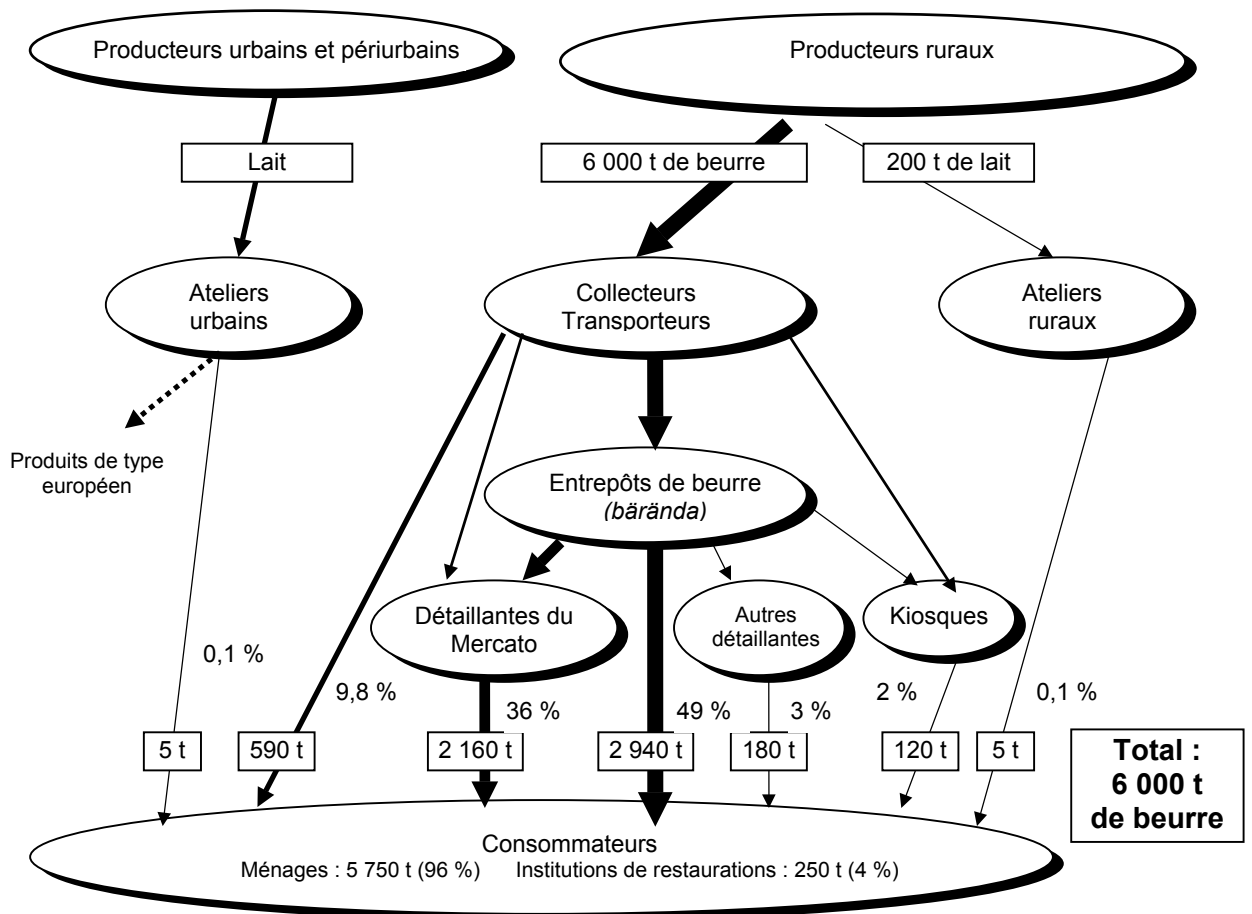 Producteurs urbains et périurbains
Producteurs ruraux
Lait
6 000 t de beurre
200 t de lait
Ateliers
urbains
Collecteurs
Transporteurs
Ateliers
ruraux
Produits de type
européen
Entrepôts de beurre
(bärända)
Détaillantes du
Mercato
Autres
détaillantes
Kiosques
0,1 %
9,8 %
36 %
49 %
3 %
2 %
0,1 %
5 t
590 t
2 160 t
2 940 t
180 t
120 t
5 t
Total :
6 000 t
de beurre
Consommateurs
Ménages : 5 750 t (96 %) Institutions de restaurations : 250 t (4 %)